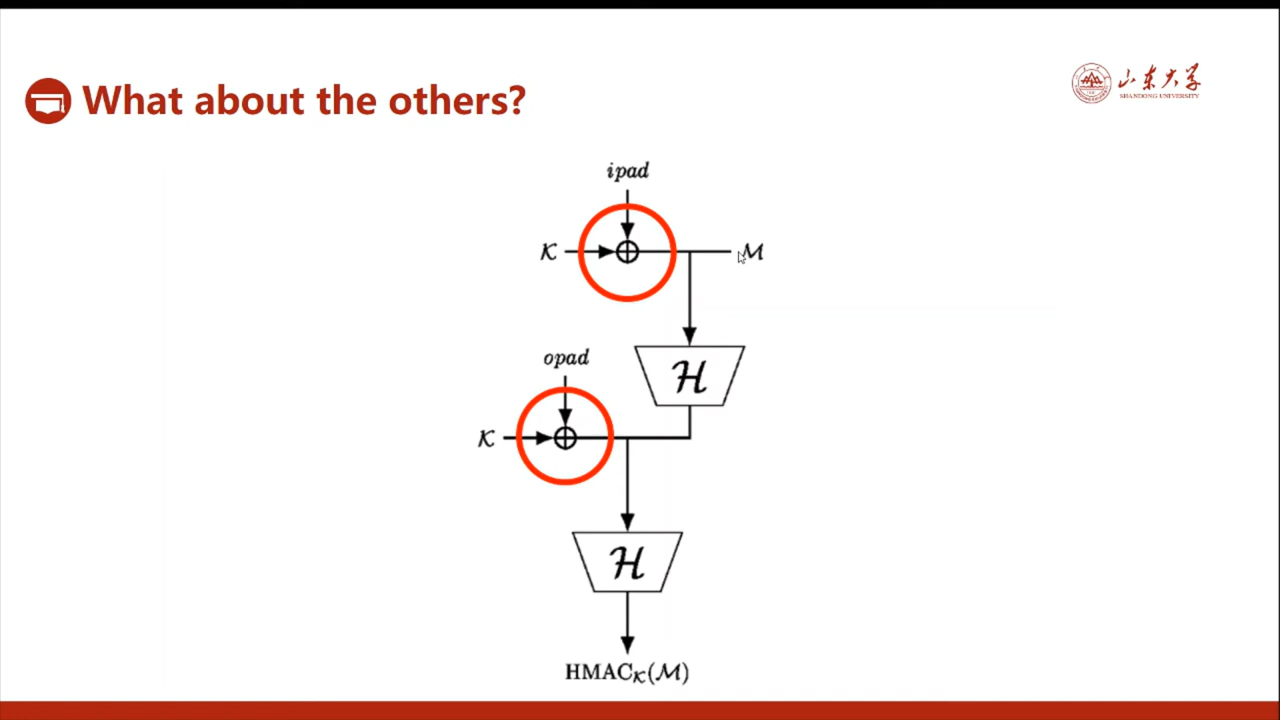 What about the others?
山东大学
SHANDONG UNIVERSITY
ipad
K
M
H
opad
K
H
HMAC_K(M)